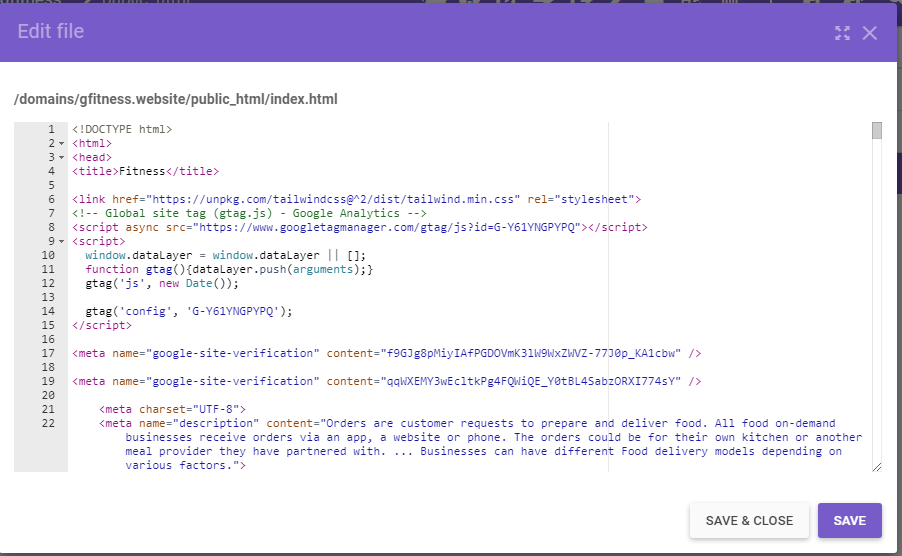 Edit file
/domains/gfitness.website/public_html/index.html
1 <!DOCTYPE html>
2 <html>
3 <head>
4 <title>Fitness</title>
5
6 <link href="https://unpkg.com/tailwindcss@^2/dist/tailwind.min.css" rel="stylesheet">
7 <!-- Global site tag (gtag.js) - Google Analytics -->
8 <script async src="https://www.googletagmanager.com/gtag/js?id=G-Y61YNGPYPQ"></script>
9 <script>
10 window.dataLayer = window.dataLayer || [];
11 function gtag(){dataLayer.push(arguments);}
12 gtag('js', new Date());
13
14 gtag('config', 'G-Y61YNGPYPQ');
15 </script>
16
17 <meta name="google-site-verification" content="f9GJg8pMiyIAfPGDOVmK3lW9WxZWVZ-77J0p_KA1cbw" />
18
19 <meta name="google-site-verification" content="qqWXEMY3wEcltkPg4FQWiQE_Y0tBL4SabzORXI774sY" />
20
21 <meta charset="UTF-8">
22 <meta name="description" content="Orders are customer requests to prepare and deliver food. All food on-demand
businesses receive orders via an app, a website or phone. The orders could be for their own kitchen or another
meal provider they have partnered with. ... Businesses can have different Food delivery models depending on
various factors.">
SAVE & CLOSE
SAVE